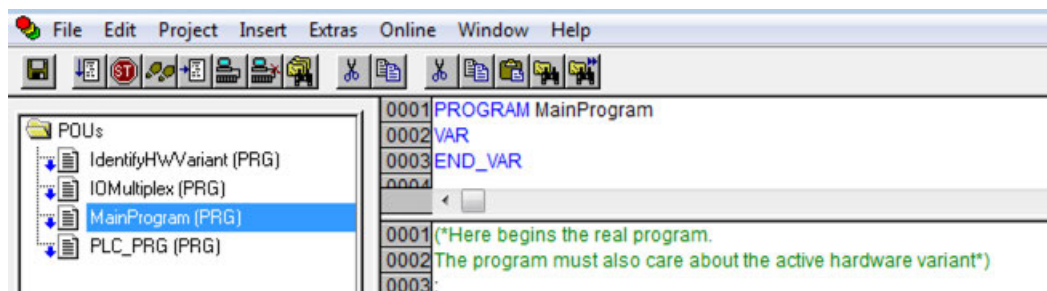 File Edit Project Insert Extras Online Window Help
ST
POUs
IdentifyHWVariant (PRG)
IOMultiplex (PRG)
MainProgram (PRG)
PLC_PRG (PRG)
0001 PROGRAM MainProgram
0002 VAR
0003 END_VAR
0004
0001 (*Here begins the real program.
0002 The program must also care about the active hardware variant*)
0003 ;